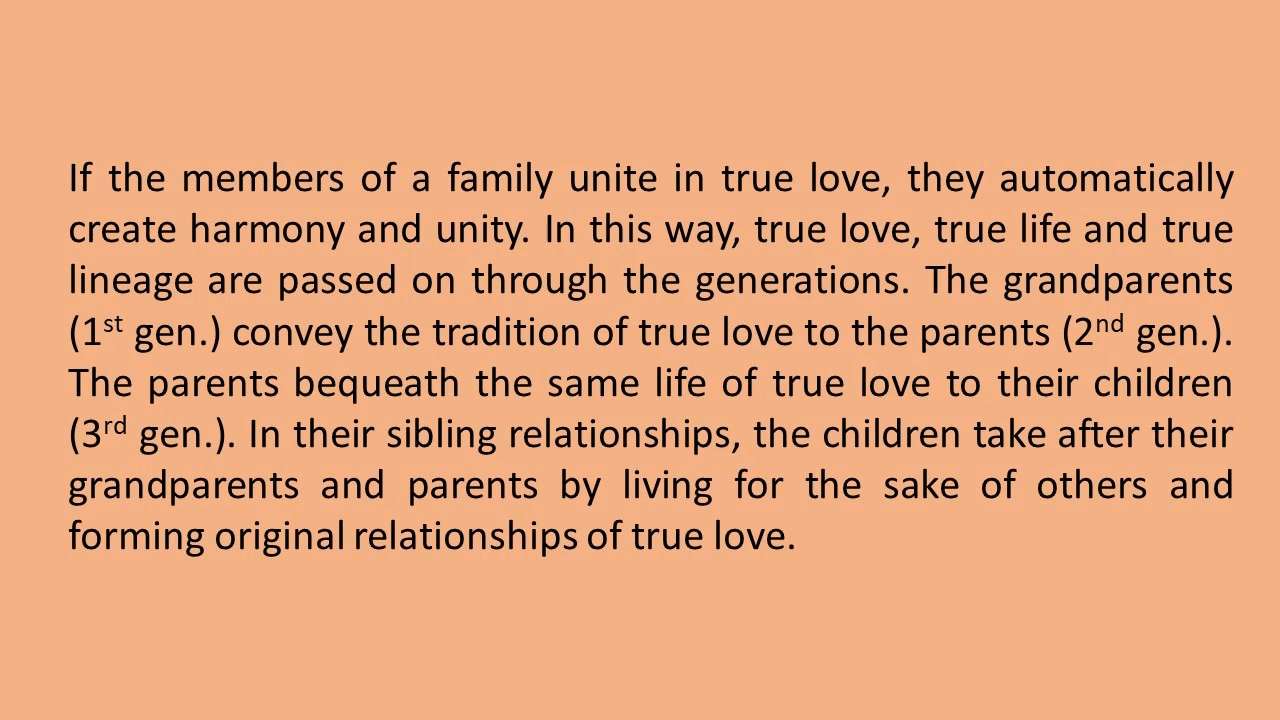 If the members of a family unite in true love, they automatically
create harmony and unity. In this way, true love, true life and true
lineage are passed on through the generations. The grandparents
(1st gen.) convey the tradition of true love to the parents (2nd gen.).
The parents bequeath the same life of true love to their children
(3rd gen.). In their sibling relationships, the children take after their
grandparents and parents by living for the sake of others and
forming original relationships of true love.